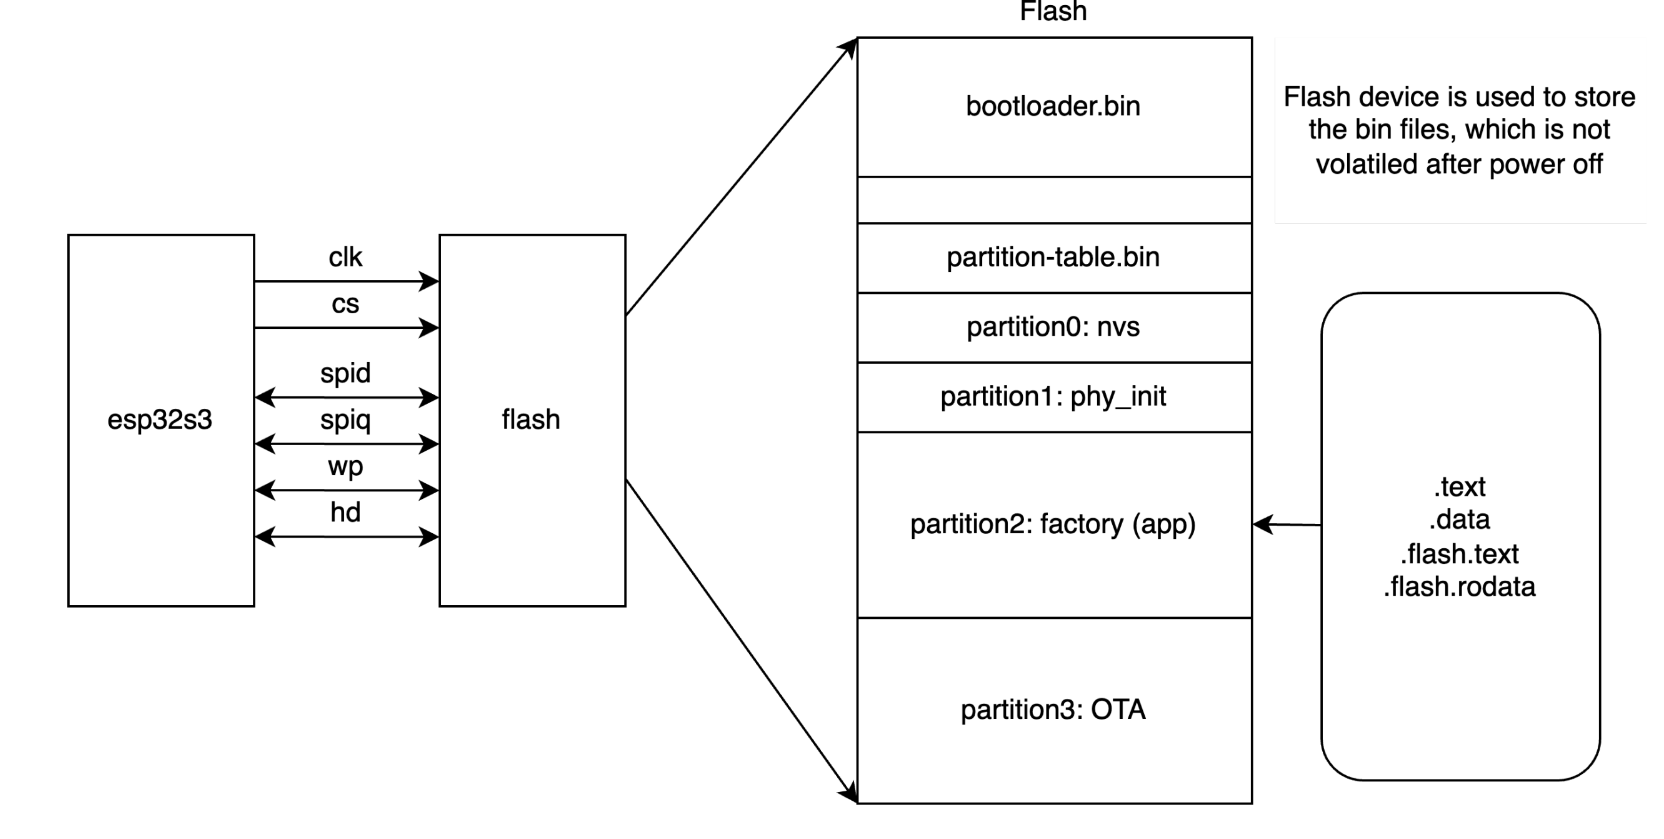 Flash
bootloader.bin
Flash device is used to store
the bin files, which is not
volatiled after power off
clk
cs
spid
spiq
wp
hd
esp32s3
flash
partition-table.bin
partition0: nvs
partition1: phy_init
partition2: factory (app)
partition3: OTA
.text
.data
.flash.text
.flash.rodata